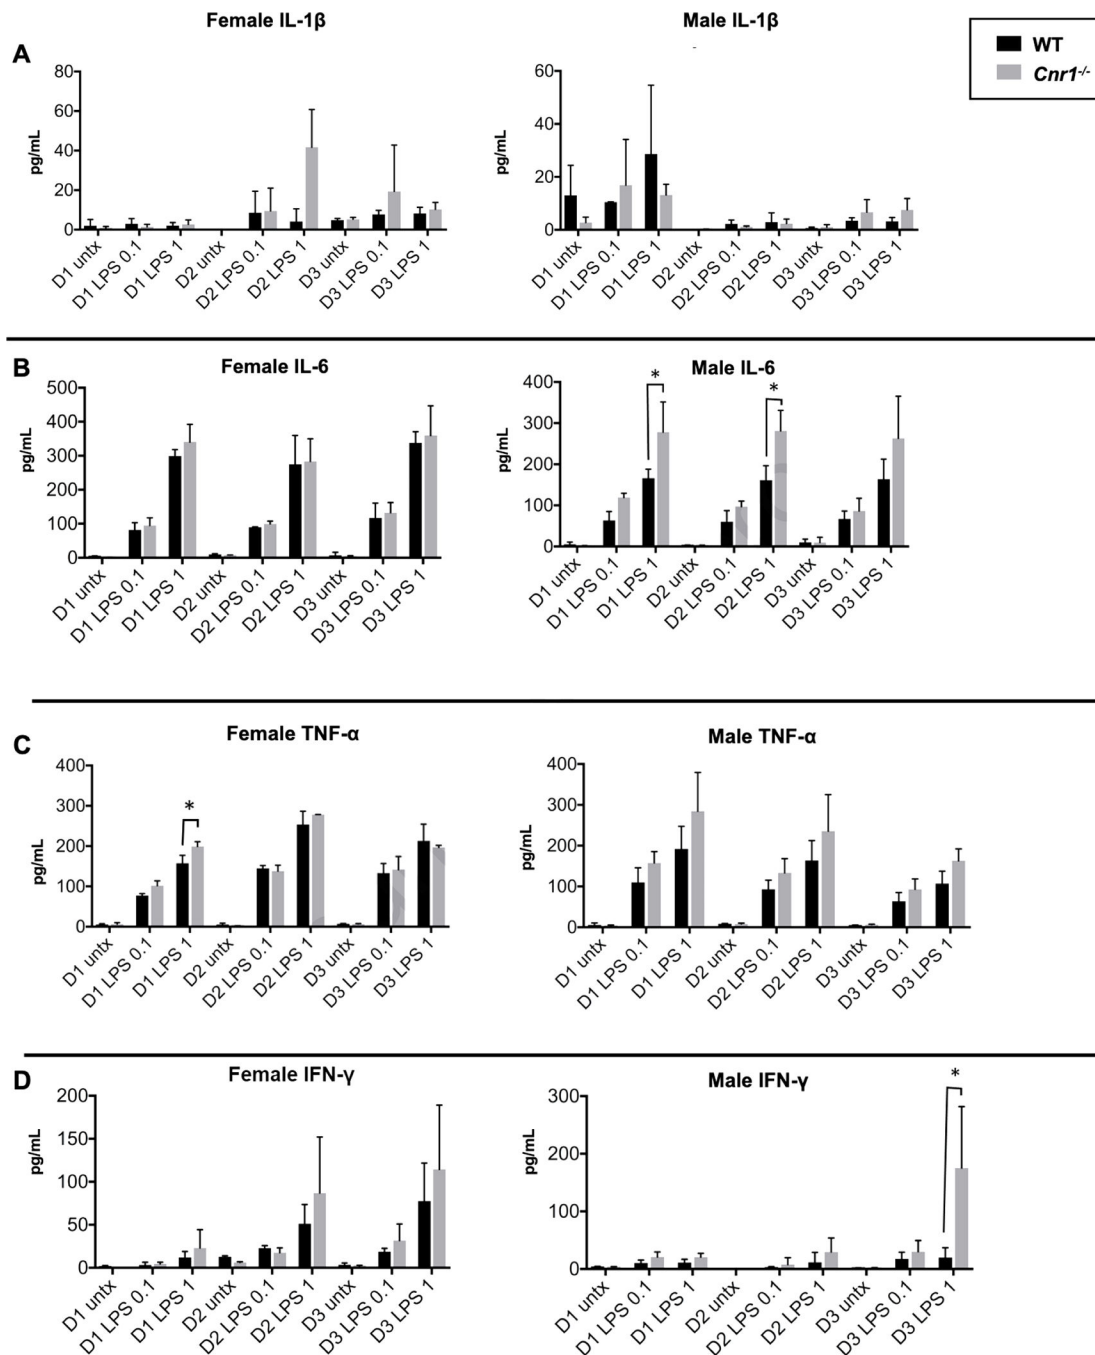 Female IL-1β
Male IL-1β
WT
Cnr1-/-
A
pg/mL
80
60
40
20
0
D1 untx
D1 LPS 0.1
D1 LPS 1
D2 untx
D2 LPS 0.1
D2 LPS 1
D3 untx
D3 LPS 0.1
D3 LPS 1
pg/mL
60
40
20
0
D1 untx
D1 LPS 0.1
D1 LPS 1
D2 untx
D2 LPS 0.1
D2 LPS 1
D3 untx
D3 LPS 0.1
D3 LPS 1
B
Female IL-6
Male IL-6
pg/mL
500
400
300
200
100
0
D1 untx
D1 LPS 0.1
D1 LPS 1
D2 untx
D2 LPS 0.1
D2 LPS 1
D3 untx
D3 LPS 0.1
D3 LPS 1
pg/mL
400
300
200
100
0
*
*
D1 untx
D1 LPS 0.1
D1 LPS 1
D2 untx
D2 LPS 0.1
D2 LPS 1
D3 untx
D3 LPS 0.1
D3 LPS 1
C
Female TNF-α
Male TNF-α
pg/mL
400
300
200
100
0
*
D1 untx
D1 LPS 0.1
D1 LPS 1
D2 untx
D2 LPS 0.1
D2 LPS 1
D3 untx
D3 LPS 0.1
D3 LPS 1
pg/mL
400
300
200
100
0
D1 untx
D1 LPS 0.1
D1 LPS 1
D2 untx
D2 LPS 0.1
D2 LPS 1
D3 untx
D3 LPS 0.1
D3 LPS 1
D
Female IFN-γ
Male IFN-γ
pg/mL
200
150
100
50
0
D1 untx
D1 LPS 0.1
D1 LPS 1
D2 untx
D2 LPS 0.1
D2 LPS 1
D3 untx
D3 LPS 0.1
D3 LPS 1
pg/mL
300
200
100
0
*
D1 untx
D1 LPS 0.1
D1 LPS 1
D2 untx
D2 LPS 0.1
D2 LPS 1
D3 untx
D3 LPS 0.1
D3 LPS 1